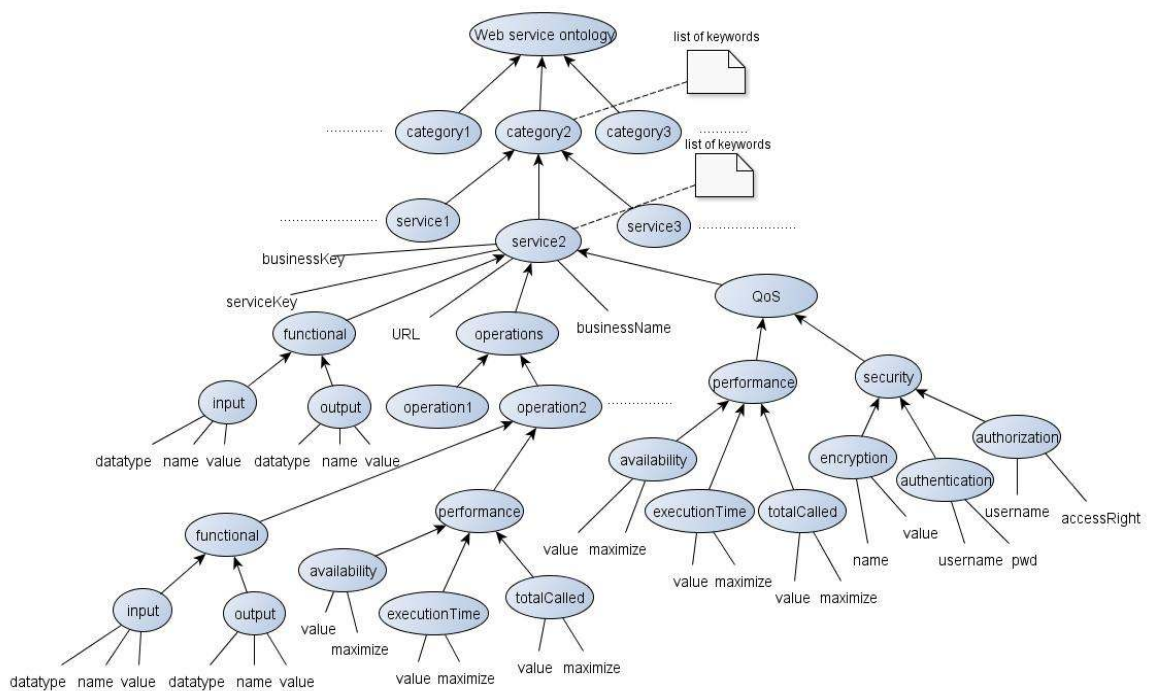 Web service ontology
list of keywords
category1
category2
category3
list of keywords
service1
service2
service3
businessKey
serviceKey
QoS
functional
URL
operations
businessName
performance
security
input
output
operation1
operation2
authorization
datatype name value
datatype name value
availability
encryption
authentication
username
accessRight
executionTime
totalCalled
performance
functional
value maximize
value
name
username pwd
value maximize
value maximize
availability
input
output
executionTime
totalCalled
value
maximize
datatype name value
datatype name value
value maximize
value maximize